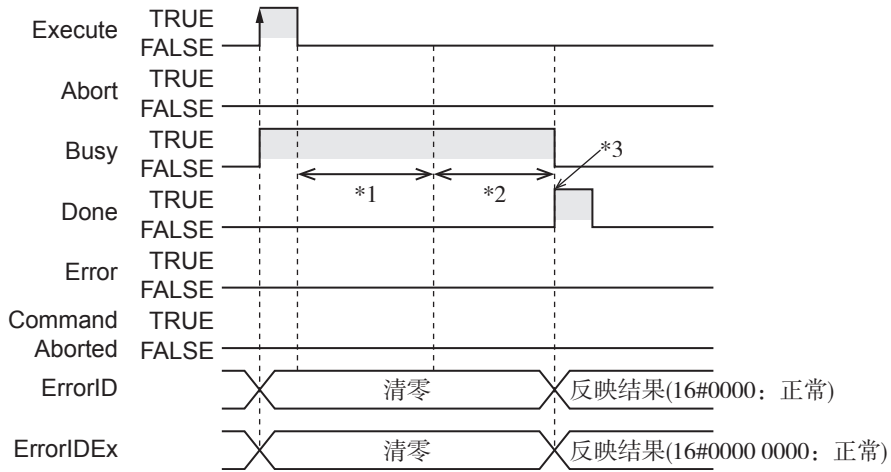 Execute TRUE
FALSE
Abort TRUE
FALSE
Busy TRUE
FALSE
*1 *2 *3
Done TRUE
FALSE
Error TRUE
FALSE
Command TRUE
Aborted FALSE
ErrorID 清零 反映结果(16#0000：正常)
ErrorIDEx 清零 反映结果(16#0000 0000：正常)